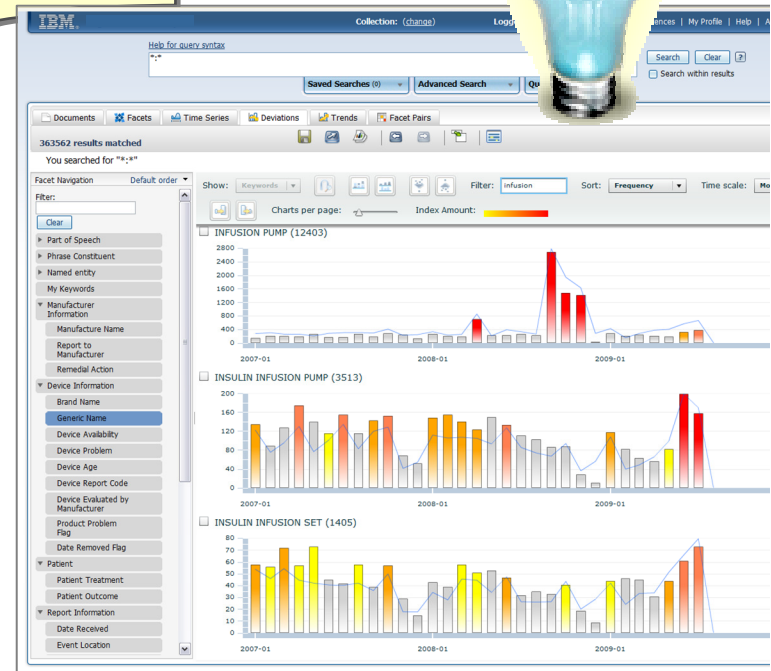 IBM.
Collection: (change)
My Profile | Help
Help for query syntax
*:*
Search Clear ?
Search within results
Saved Searches (0) Advanced Search
Documents Facets Time Series Deviations Trends Facet Pairs
363562 results matched
You searched for "*:*"
Facet Navigation Default order
Show: Keywords Filter: infusion Sort: Frequency Time scale:
Charts per page: Index Amount:
Filter:
Clear
Part of Speech
Phrase Constituent
Named entity
My Keywords
Manufacturer
Information
Manufacture Name
Report to
Manufacturer
Remedial Action
Device Information
Brand Name
Generic Name
Device Availability
Device Problem
Device Age
Device Report Code
Device Evaluated by
Manufacturer
Product Problem
Flag
Date Removed Flag
Patient
Patient Treatment
Patient Outcome
Report Information
Date Received
Event Location
INFUSION PUMP (12403)
2800
2400
2000
1600
1200
800
400
0
2007-01 2008-01 2009-01
INSULIN INFUSION PUMP (3513)
200
160
120
80
40
0
2007-01 2008-01 2009-01
INSULIN INFUSION SET (1405)
80
70
60
50
40
30
20
10
0
2007-01 2008-01 2009-01